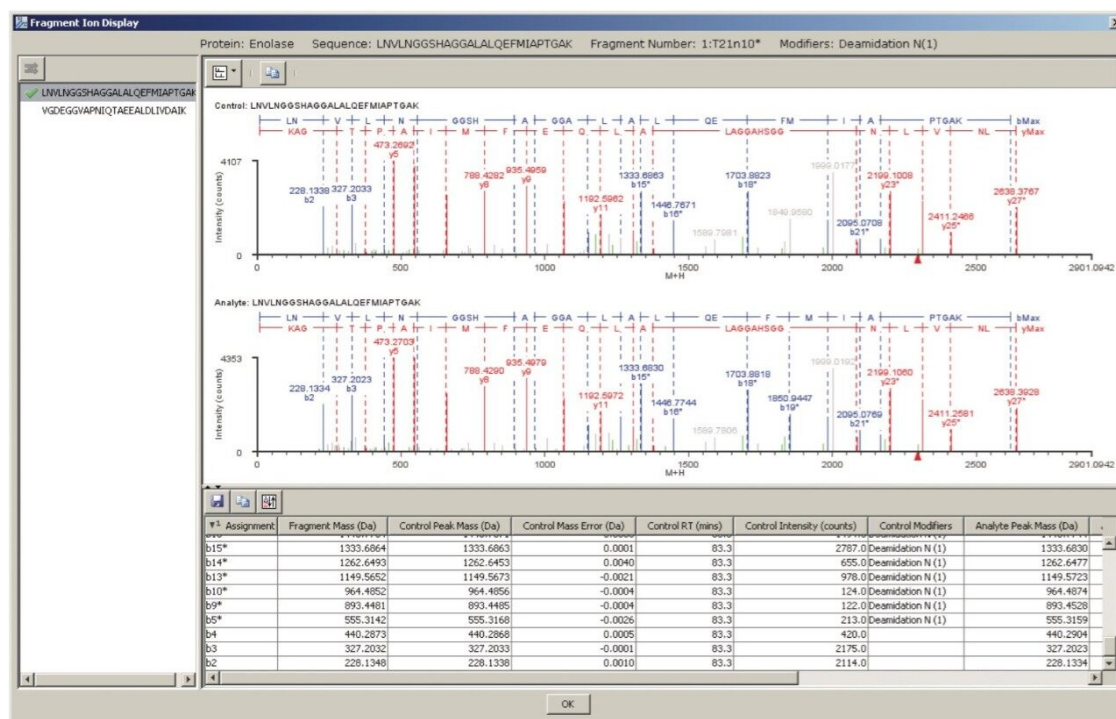 Fragment Ion Display
Protein: Enolase Sequence: LNVLNGGSHAGGALALQEFMIAPTGAK Fragment Number: 1:T21n10* Modifiers: Deamidation N(1)
LNVLNGGSHAGGALALQEFMIAPTGAK
VGDEGGVAPNIQTAEEALDLIVDAIK
Control: LNVLNGGSHAGGALALQEFMIAPTGAK
LN V L N GGSH A GGA L A L QE FM I A PTGAK bMax
KAG T P A I M F E Q L A LAGGAHSGG N L V NL yMax
4107
Intensity (counts)
0
228.1338
b2
327.2033
b3
473.2692
y5
788.4282
y8
935.4959
y9
1192.5962
y11
1333.6863
b15*
1446.7671
b16*
1589.7981
1703.8823
b18*
1849.9580
1999.0177
2095.0708
b21*
2199.1008
y23*
2411.2466
y25*
2638.3767
y27*
0 500 1000 1500 2000 2500 2901.0942
M+H
Analyte: LNVLNGGSHAGGALALQEFMIAPTGAK
LN V L N GGSH A GGA L A L QE F M I A PTGAK bMax
KAG T P A I M F E Q L A LAGGAHSGG N L V NL yMax
4353
Intensity (counts)
0
228.1334
b2
327.2023
b3
473.2703
y5
788.4290
y8
935.4979
y9
1192.5972
y11
1333.6830
b15*
1446.7744
b16*
1589.7806
1703.8818
b18*
1850.9447
b19*
1999.0192
2095.0769
b21*
2199.1060
y23*
2411.2581
y25*
2638.3928
y27*
0 500 1000 1500 2000 2500 2901.0942
M+H
1 Assignment Fragment Mass (Da) Control Peak Mass (Da) Control Mass Error (Da) Control RT (mins) Control Intensity (counts) Control Modifiers Analyte Peak Mass (Da)
b15* 1333.6864 1333.6863 0.0001 83.3 2787.0 Deamidation N (1) 1333.6830
b14* 1262.6493 1262.6453 0.0040 83.3 655.0 Deamidation N (1) 1262.6477
b13* 1149.5652 1149.5673 -0.0021 83.3 978.0 Deamidation N (1) 1149.5723
b10* 964.4852 964.4856 -0.0004 83.3 124.0 Deamidation N (1) 964.4874
b9* 893.4481 893.4485 -0.0004 83.3 122.0 Deamidation N (1) 893.4528
b5* 555.3142 555.3168 -0.0026 83.3 213.0 Deamidation N (1) 555.3159
b4 440.2873 440.2868 0.0005 83.3 420.0 440.2904
b3 327.2032 327.2033 -0.0001 83.3 2175.0 327.2023
b2 228.1348 228.1338 0.0010 83.3 2114.0 228.1334
OK